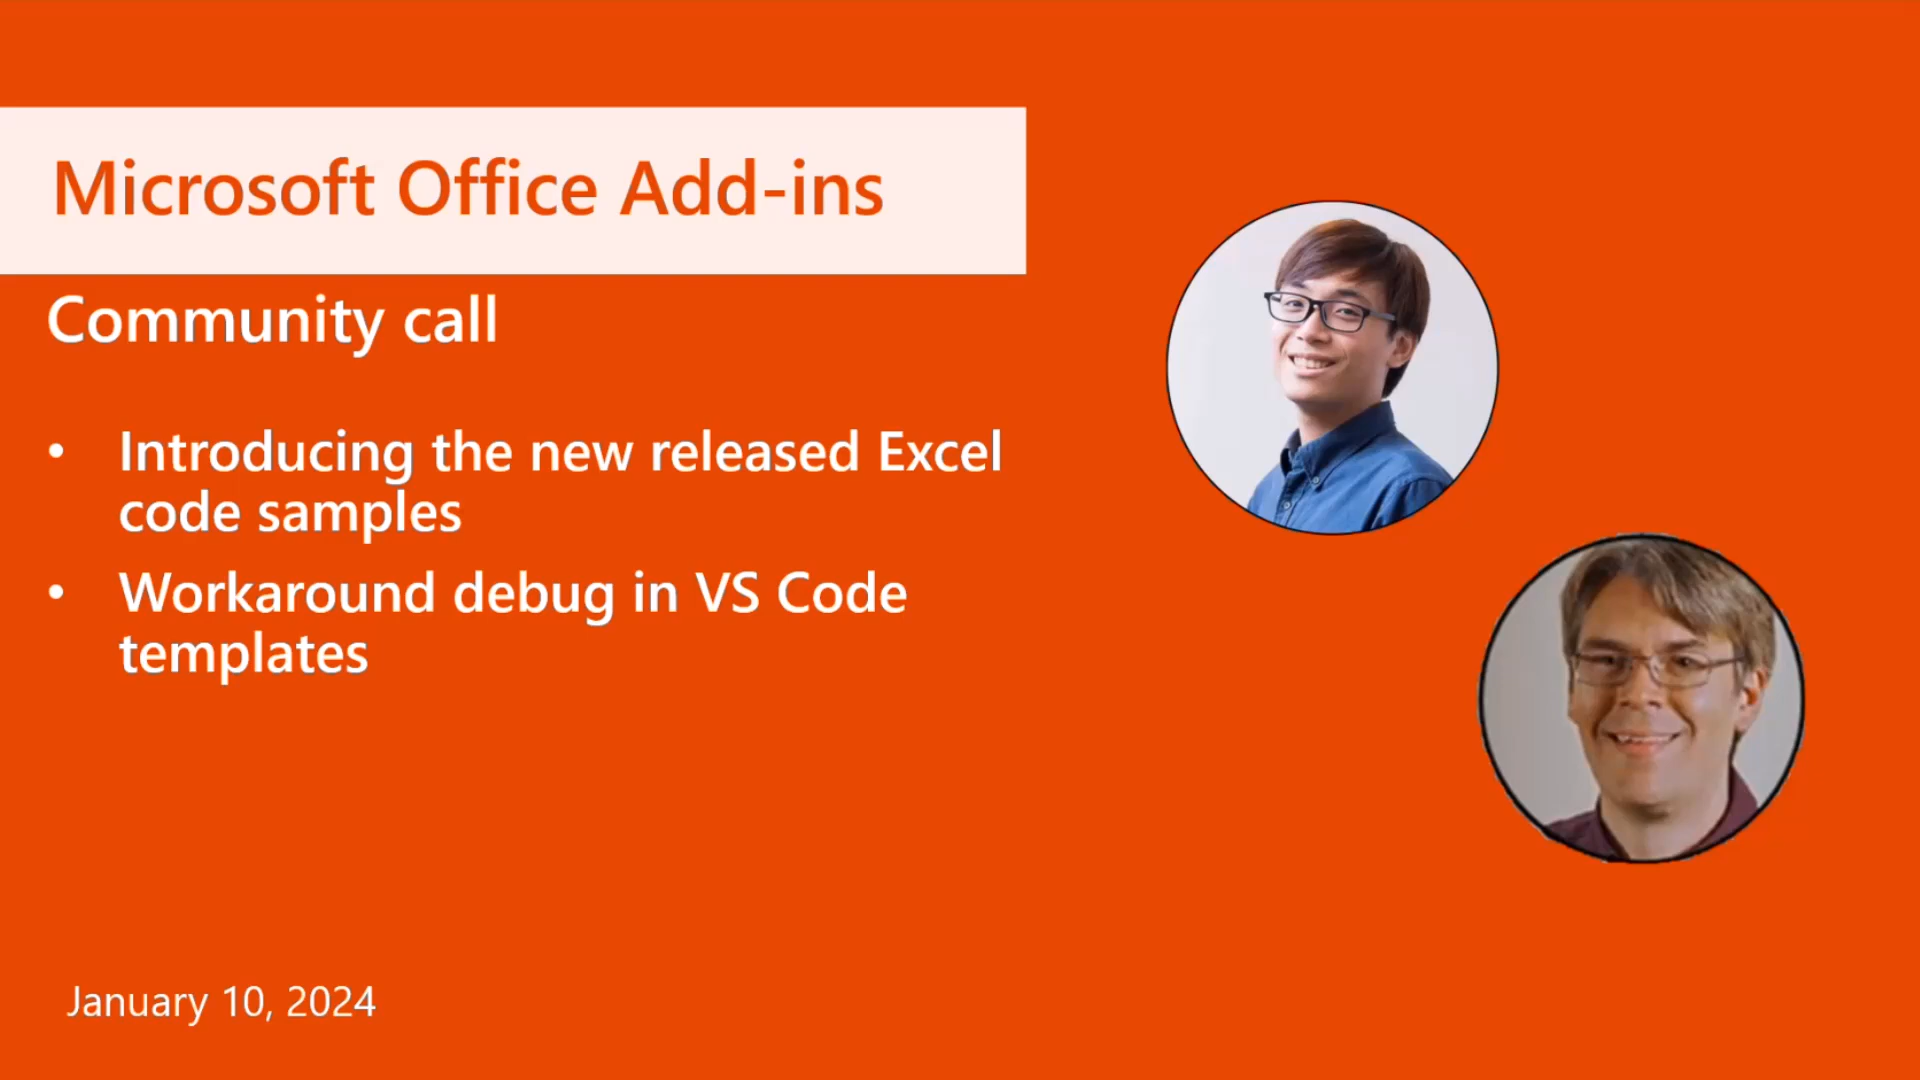 Microsoft Office Add-ins
Community call
• Introducing the new released Excel
code samples
• Workaround debug in VS Code
templates
January 10, 2024